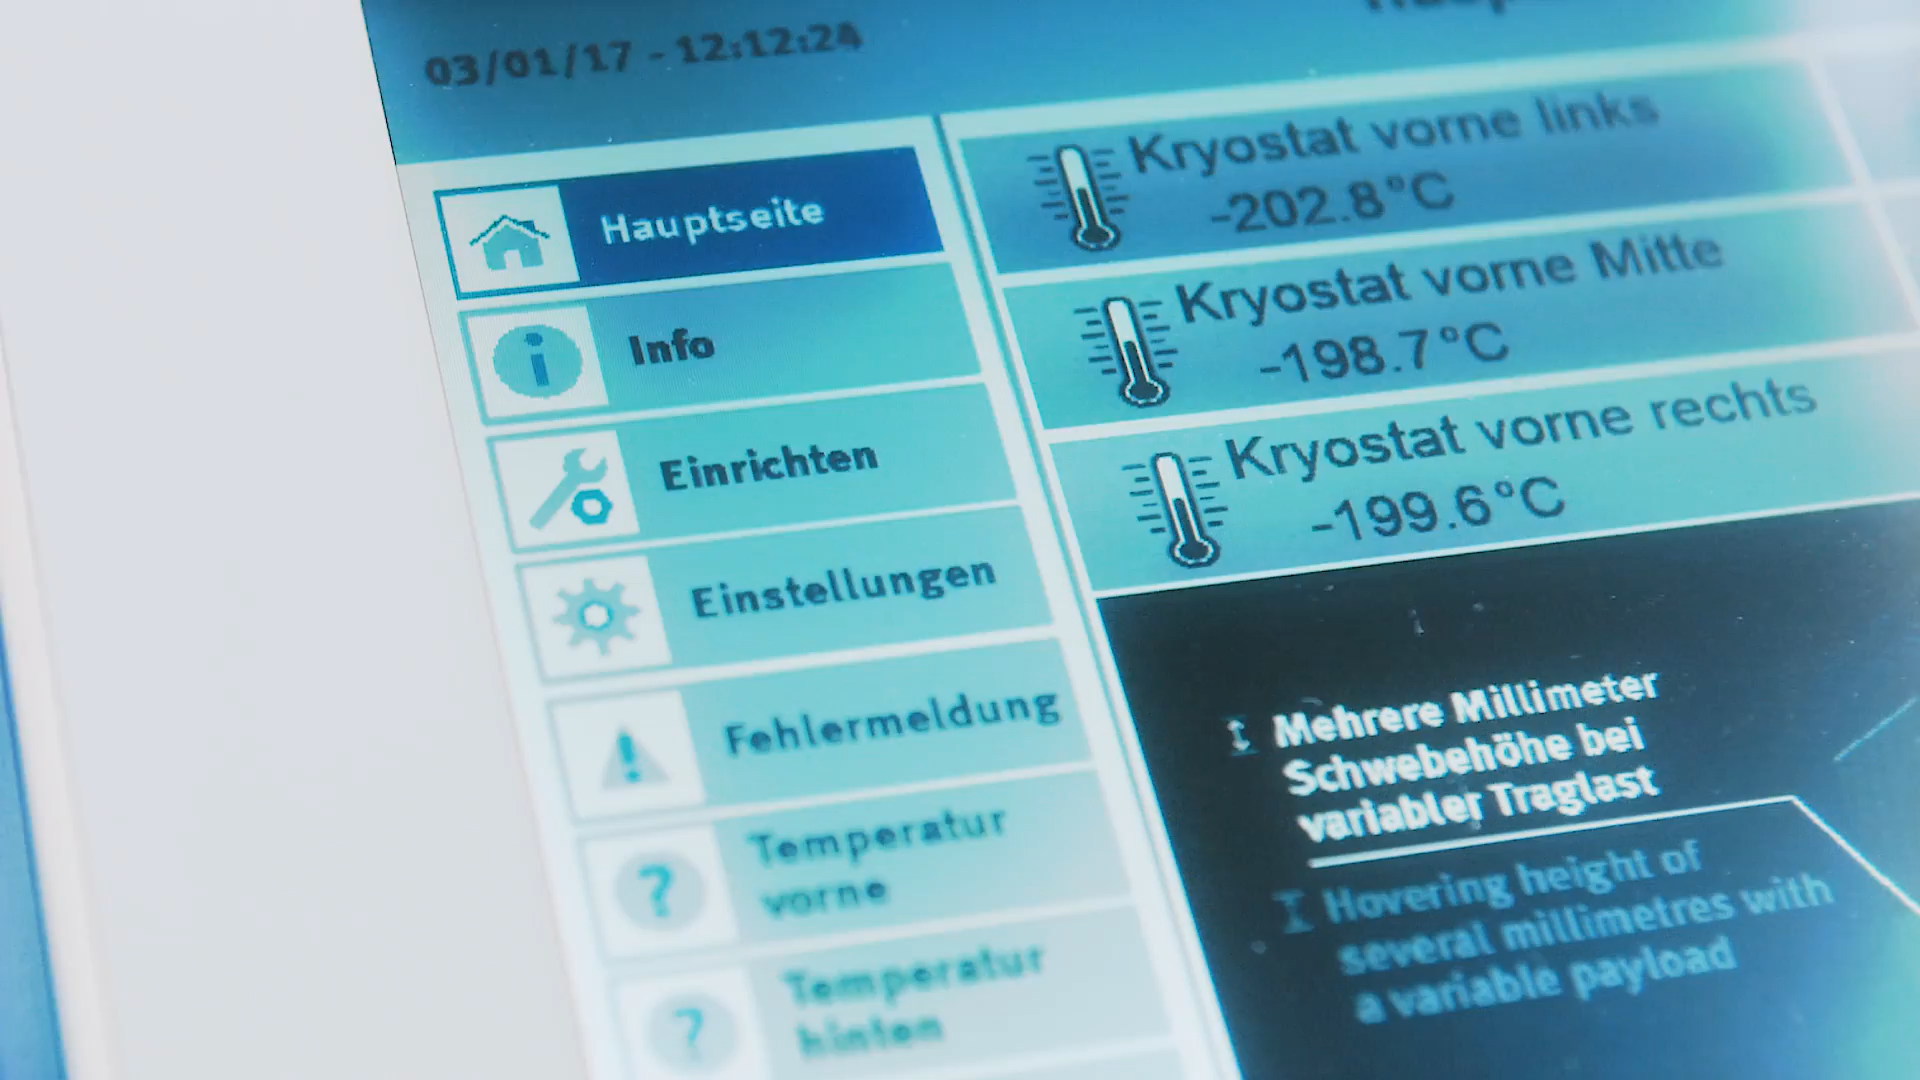 03/01/17 - 12:12:24
Hauptseite
Info
Einrichten
Einstellungen
Fehlermeldung
Temperatur
vorne
Temperatur
hinten
Kryostat vorne links
-202.8°C
Kryostat vorne Mitte
-198.7°C
Kryostat vorne rechts
-199.6°C
Mehrere Millimeter
Schwebehöhe bei
variabler Traglast
Hovering height of
several millimetres with
a variable payload